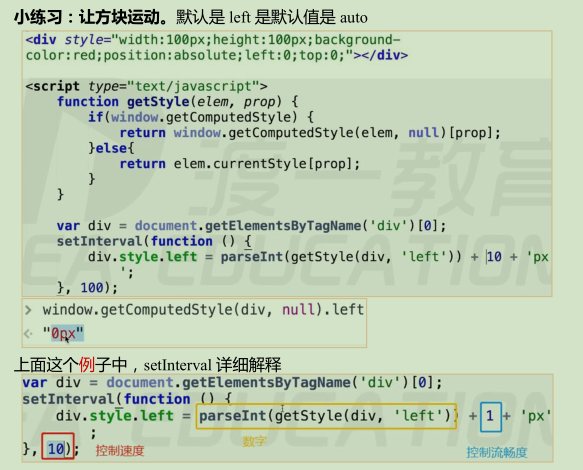 小练习：让方块运动。默认是 left 是默认值是 auto
<div style="width:100px;height:100px;background-
color:red;position:absolute;left:0;top:0;"></div>
<script type="text/javascript">
function getStyle(elem, prop) {
if(window.getComputedStyle) {
return window.getComputedStyle(elem, null)[prop];
}else{
return elem.currentStyle[prop];
}
}
var div = document.getElementsByTagName('div')[0];
setInterval(function () {
div.style.left = parseInt(getStyle(div, 'left')) + 10 + 'px
';
}, 100);
> window.getComputedStyle(div, null).left
"0px"
上面这个例子中，setInterval 详细解释
var div = document.getElementsByTagName('div')[0];
setInterval(function () {
div.style.left = parseInt(getStyle(div, 'left')) + 1 + 'px'
;
}, 10);
控制速度
数字
控制流畅度
渡一教育
EDUCATION